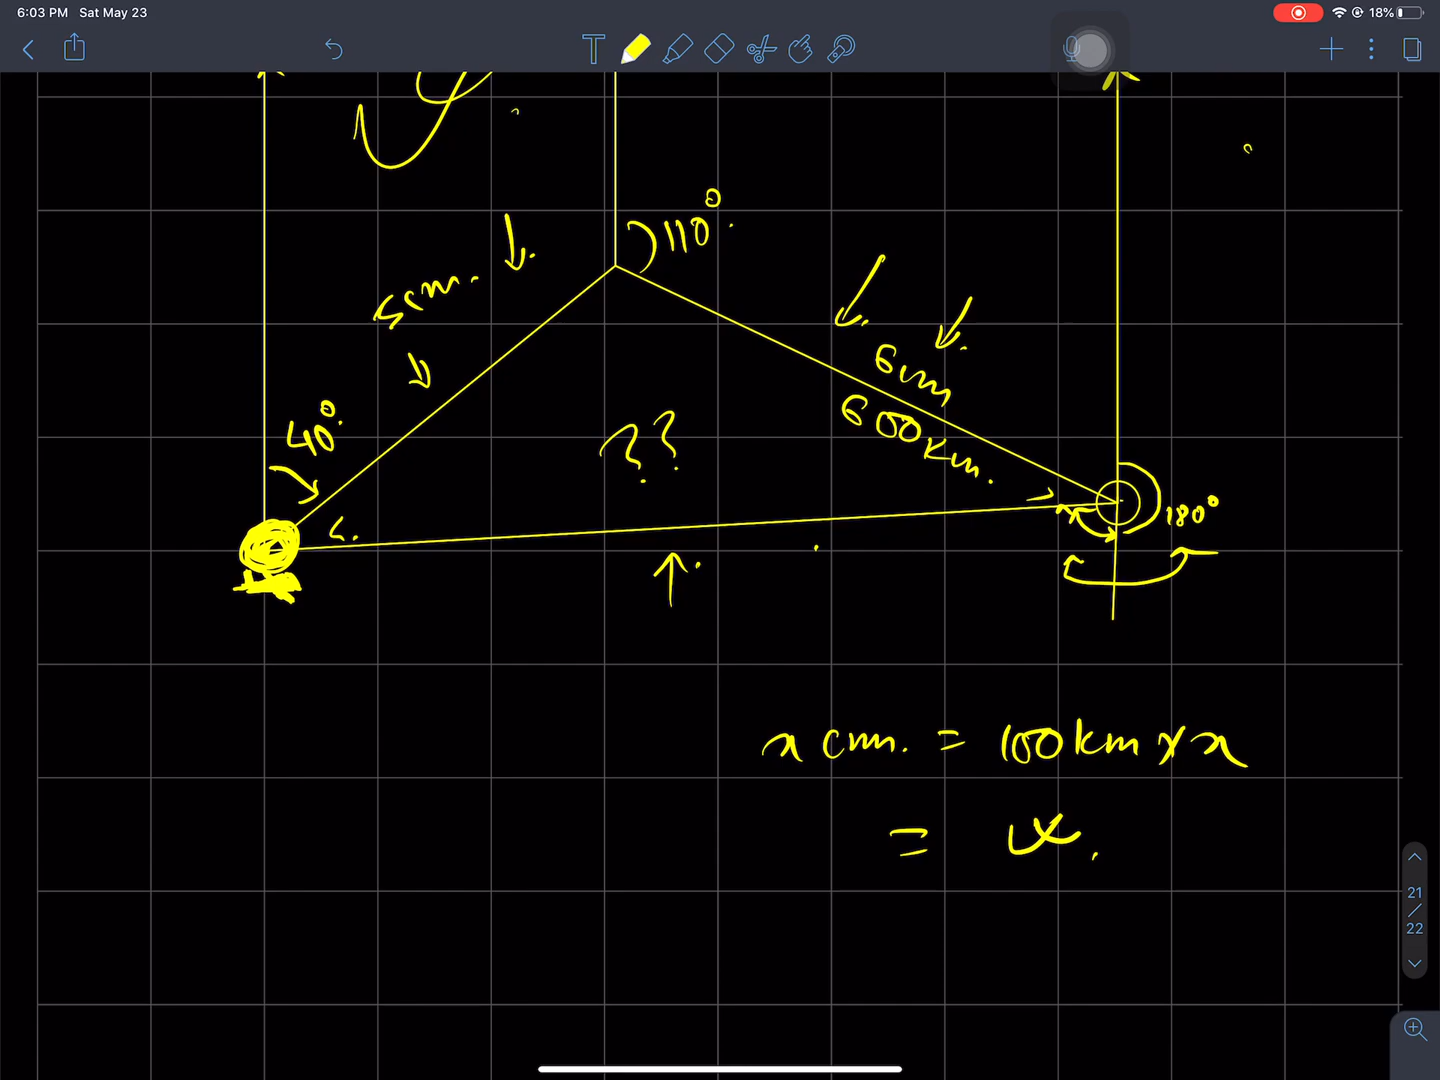 6:03 PM Sat May 23
18%
T
110°
5cm.
6cm
600km.
40°
??
180°
x cm. = 100km x x
=
21
/
22